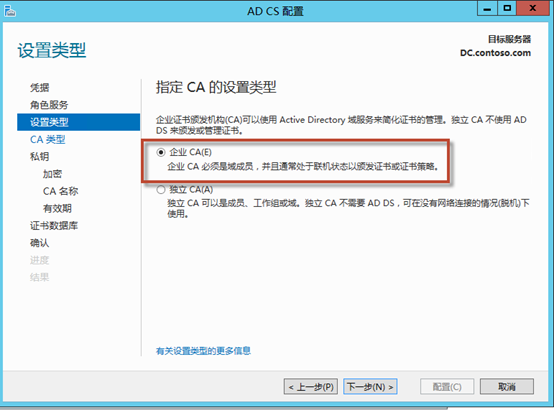 AD CS 配置
设置类型
目标服务器
DC.contoso.com
凭据
角色服务
设置类型
CA 类型
私钥
加密
CA 名称
有效期
证书数据库
确认
进度
结果
指定 CA 的设置类型
企业证书颁发机构(CA)可以使用 Active Directory 域服务来简化证书的管理。独立 CA 不使用 AD
DS 来颁发或管理证书。
企业 CA(E)
企业 CA 必须是域成员，并且通常处于联机状态以颁发证书或证书策略。
独立 CA(A)
独立 CA 可以是成员、工作组或域。独立 CA 不需要 AD DS，可在没有网络连接的情况(脱机)下
使用。
有关设置类型的更多信息
< 上一步(P)
下一步(N) >
配置(C)
取消